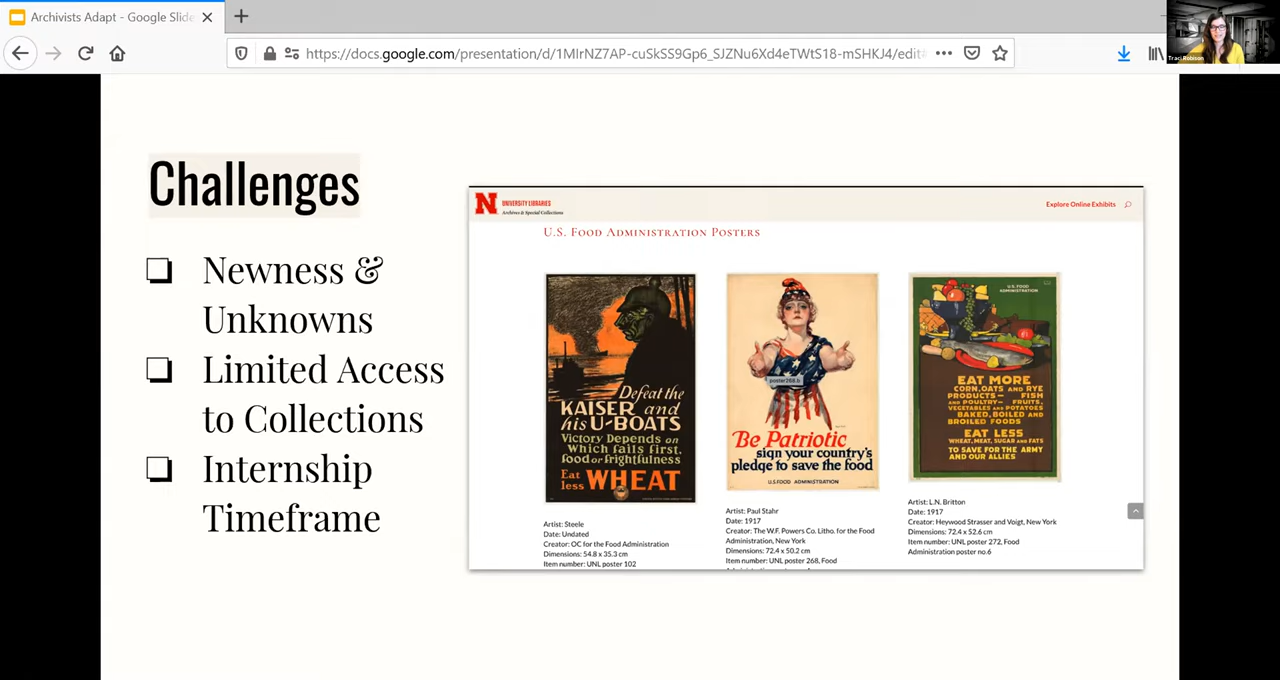 Archivists Adapt - Google Slide
https://docs.google.com/presentation/d/1MIrNZ7AP-cuSkSS9Gp6_SJZNu6Xd4eTWtS18-mSHKJ4/edit
Traci Robison
Challenges
Newness &
Unknowns
Limited Access
to Collections
Internship
Timeframe
N
UNIVERSITY LIBRARIES
Archives & Special Collections
Explore Online Exhibits
U.S. Food Administration Posters
Defeat the
KAISER and
his U-BOATS
Victory Depends on
Which fails first,
food or frightfulness
Eat
less WHEAT
Artist: Steele
Date: Undated
Creator: OC for the Food Administration
Dimensions: 54.8 x 35.3 cm
Item number: UNL poster 102
poster268.b
Be Patriotic
sign your country's
pledge to save the food
U.S. FOOD ADMINISTRATION
Artist: Paul Stahr
Date: 1917
Creator: The W.F. Powers Co. Litho. for the Food
Administration, New York
Dimensions: 72.4 x 50.2 cm
Item number: UNL poster 268, Food
U.S. FOOD
ADMINISTRATION
EAT MORE
CORN, OATS AND RYE
PRODUCTS — FISH
AND POULTRY — FRUITS,
VEGETABLES AND POTATOES
BAKED, BOILED AND
BROILED FOODS
EAT LESS
WHEAT, MEAT, SUGAR AND FATS
TO SAVE FOR THE ARMY
AND OUR ALLIES
Artist: L.N. Britton
Date: 1917
Creator: Heywood Strasser and Voigt, New York
Dimensions: 72.4 x 52.6 cm
Item number: UNL poster 272, Food
Administration poster no.6